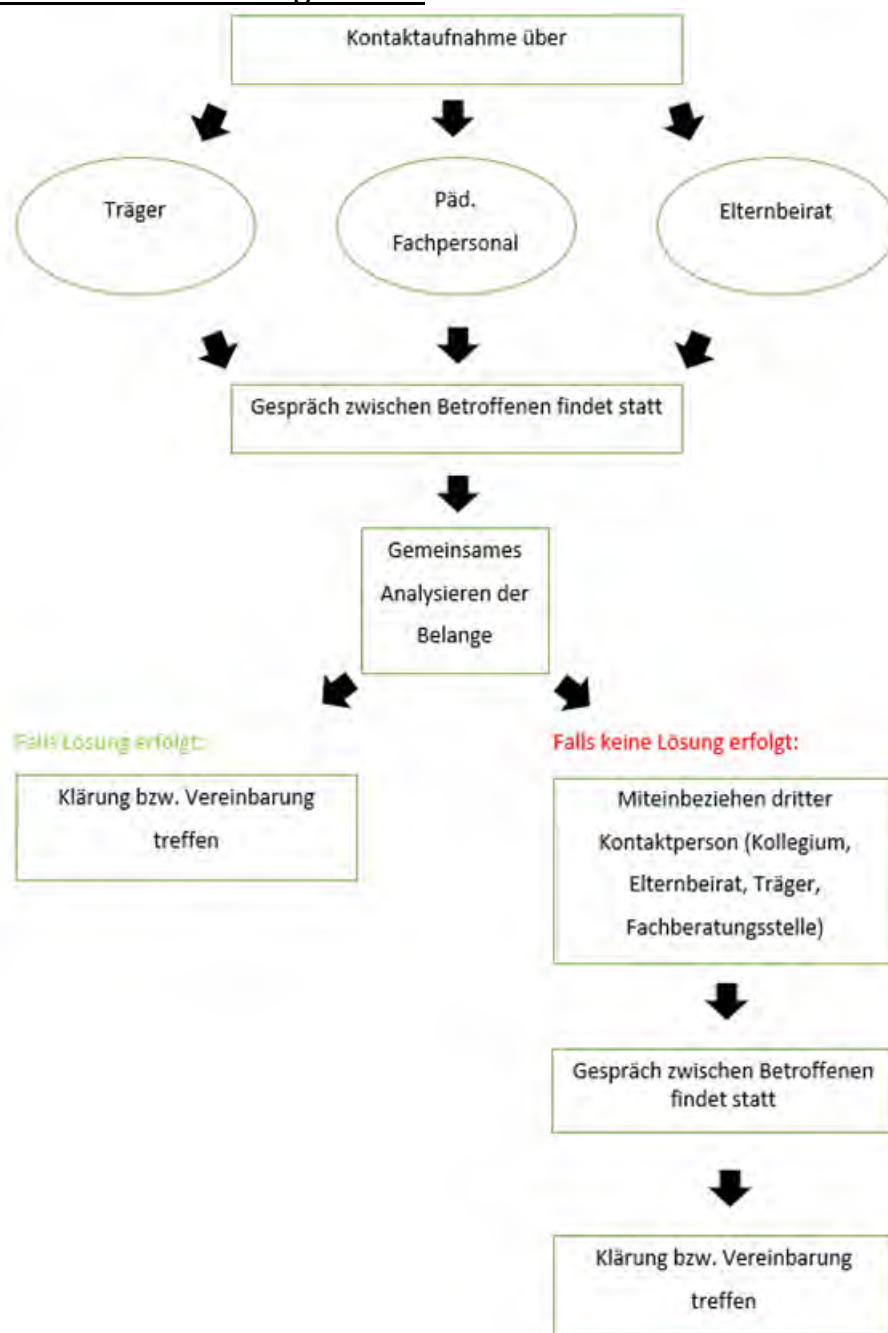 Kontaktaufnahme über
Träger
Päd.
Fachpersonal
Elternbeirat
Gespräch zwischen Betroffenen findet statt
Gemeinsames
Analysieren der
Belange
Falls Lösung erfolgt:
Klärung bzw. Vereinbarung
treffen
Falls keine Lösung erfolgt:
Miteinbeziehen dritter
Kontaktperson (Kollegium,
Elternbeirat, Träger,
Fachberatungsstelle)
Gespräch zwischen Betroffenen
findet statt
Klärung bzw. Vereinbarung
treffen